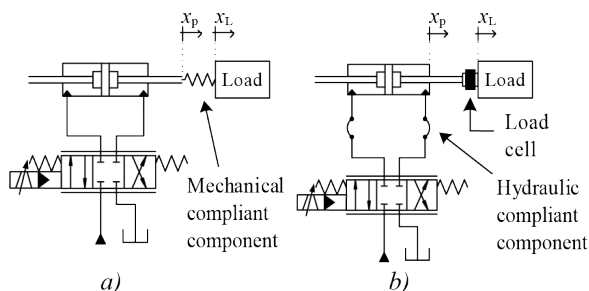 xp xL
Load
Mechanical
compliant
component
a)
xp xL
Load
Load
cell
Hydraulic
compliant
component
b)